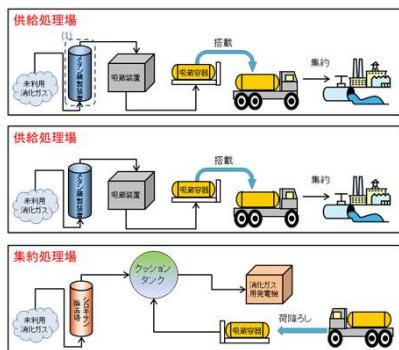 供給処理場
(1)
未利用
消化ガス
メタン精製装置
吸蔵装置
吸蔵容器
搭載
集約
供給処理場
未利用
消化ガス
メタン精製装置
吸蔵装置
吸蔵容器
搭載
集約
集約処理場
未利用
消化ガス
シロキサン
除去塔
クッション
タンク
消化ガス
用発電機
吸蔵容器
荷降ろし